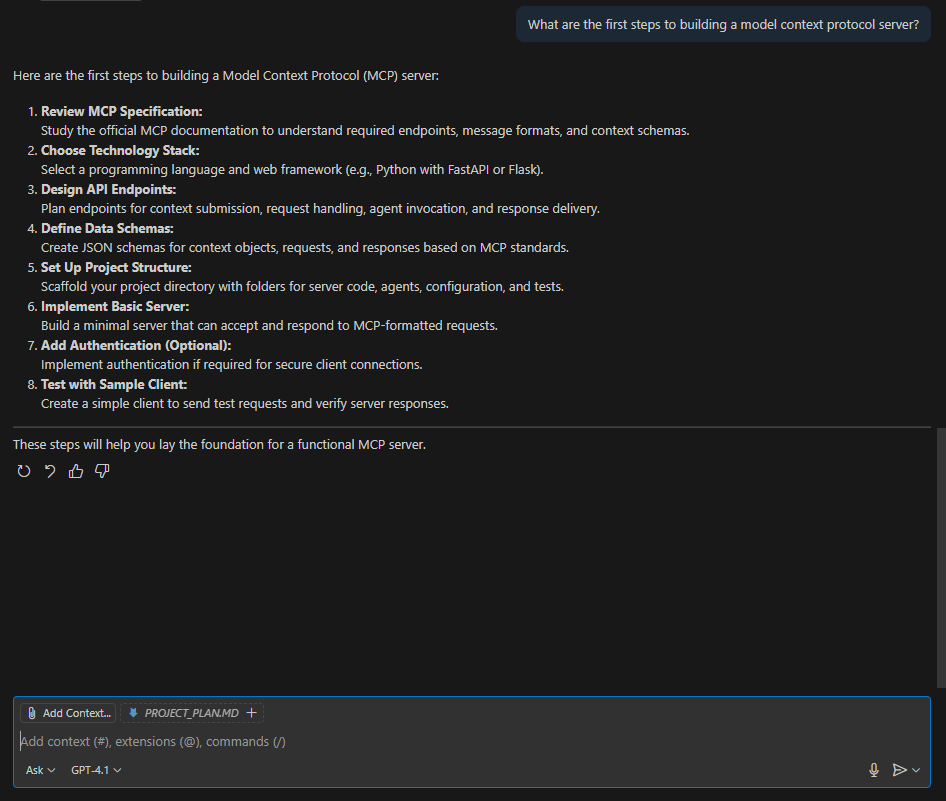 What are the first steps to building a model context protocol server?
Here are the first steps to building a Model Context Protocol (MCP) server:
1. Review MCP Specification:
Study the official MCP documentation to understand required endpoints, message formats, and context schemas.
2. Choose Technology Stack:
Select a programming language and web framework (e.g., Python with FastAPI or Flask).
3. Design API Endpoints:
Plan endpoints for context submission, request handling, agent invocation, and response delivery.
4. Define Data Schemas:
Create JSON schemas for context objects, requests, and responses based on MCP standards.
5. Set Up Project Structure:
Scaffold your project directory with folders for server code, agents, configuration, and tests.
6. Implement Basic Server:
Build a minimal server that can accept and respond to MCP-formatted requests.
7. Add Authentication (Optional):
Implement authentication if required for secure client connections.
8. Test with Sample Client:
Create a simple client to send test requests and verify server responses.
These steps will help you lay the foundation for a functional MCP server.
Add Context... PROJECT_PLAN.MD +
Add context (#), extensions (@), commands (/)
Ask GPT-4.1